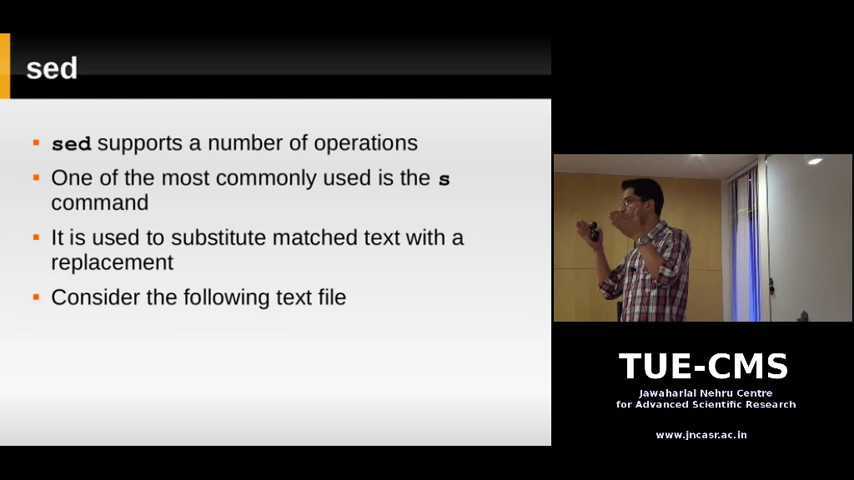 sed
sed supports a number of operations
One of the most commonly used is the s
command
It is used to substitute matched text with a
replacement
Consider the following text file
TUE-CMS
Jawaharlal Nehru Centre
for Advanced Scientific Research
www.jncasr.ac.in